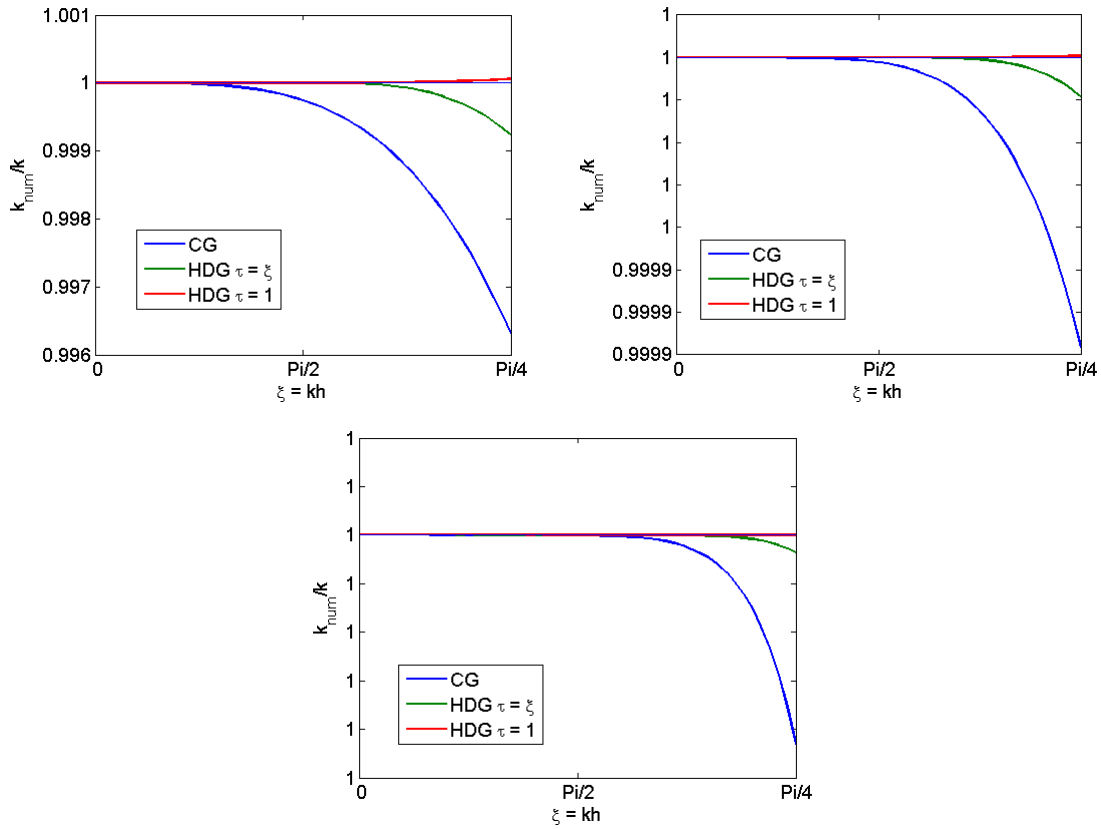 1.001
1
0.999
0.998
0.997
0.996
k_num/k
0
Pi/2
Pi/4
ξ = kh
CG
HDG τ = ξ
HDG τ = 1
1
1
1
1
1
1
0.9999
0.9999
0.9999
k_num/k
0
Pi/2
Pi/4
ξ = kh
CG
HDG τ = ξ
HDG τ = 1
1
1
1
1
1
1
1
1
k_num/k
0
Pi/2
Pi/4
ξ = kh
CG
HDG τ = ξ
HDG τ = 1